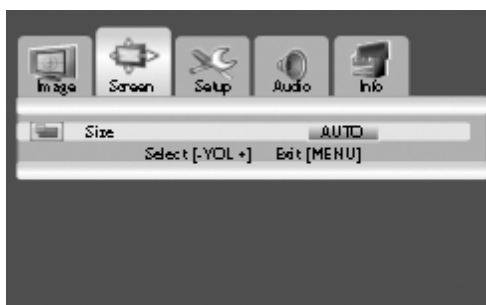 Image Screen Setup Audio Info
Size AUTO
Select [-VOL +] Exit [MENU]